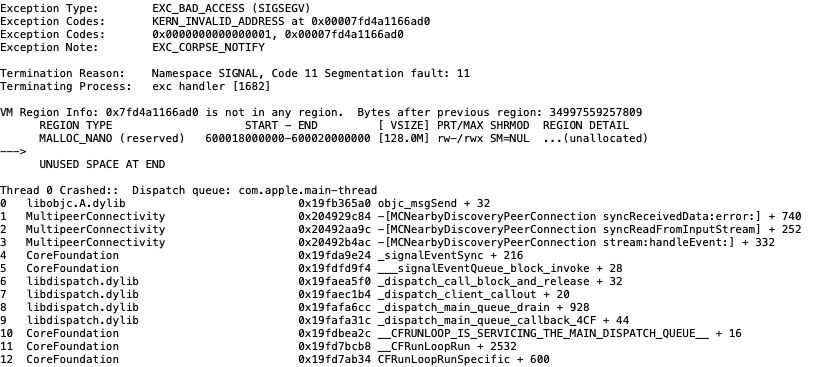 Exception Type: EXC_BAD_ACCESS (SIGSEGV)
Exception Codes: KERN_INVALID_ADDRESS at 0x00007fd4a1166ad0
Exception Codes: 0x0000000000000001, 0x00007fd4a1166ad0
Exception Note: EXC_CORPSE_NOTIFY
Termination Reason: Namespace SIGNAL, Code 11 Segmentation fault: 11
Terminating Process: exc handler [1682]
VM Region Info: 0x7fd4a1166ad0 is not in any region. Bytes after previous region: 34997559257809
REGION TYPE START - END [ VSIZE] PRT/MAX SHRMOD REGION DETAIL
MALLOC_NANO (reserved) 600018000000-600020000000 [128.0M] rw-/rwx SM=NUL ...(unallocated)
--->
UNUSED SPACE AT END
Thread 0 Crashed:: Dispatch queue: com.apple.main-thread
0 libobjc.A.dylib 0x19fb365a0 objc_msgSend + 32
1 MultipeerConnectivity 0x204929c84 -[MCNearbyDiscoveryPeerConnection syncReceivedData:error:] + 740
2 MultipeerConnectivity 0x20492aa9c -[MCNearbyDiscoveryPeerConnection syncReadFromInputStream] + 252
3 MultipeerConnectivity 0x20492b4ac -[MCNearbyDiscoveryPeerConnection stream:handleEvent:] + 332
4 CoreFoundation 0x19fda9e24 _signalEventSync + 216
5 CoreFoundation 0x19fdfd9f4 ___signalEventQueue_block_invoke + 28
6 libdispatch.dylib 0x19faea5f0 _dispatch_call_block_and_release + 32
7 libdispatch.dylib 0x19faec1b4 _dispatch_client_callout + 20
8 libdispatch.dylib 0x19fafa6cc _dispatch_main_queue_drain + 928
9 libdispatch.dylib 0x19fafa31c _dispatch_main_queue_callback_4CF + 44
10 CoreFoundation 0x19fdbea2c __CFRUNLOOP_IS_SERVICING_THE_MAIN_DISPATCH_QUEUE__ + 16
11 CoreFoundation 0x19fd7bcb8 __CFRunLoopRun + 2532
12 CoreFoundation 0x19fd7ab34 CFRunLoopRunSpecific + 600